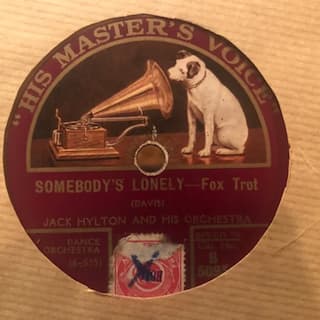 "HIS MASTER'S VOICE"
SOMEBODY'S LONELY—Fox Trot
(DAVIS)
JACK HYLTON AND HIS ORCHESTRA
DANCE
ORCHESTRA
B